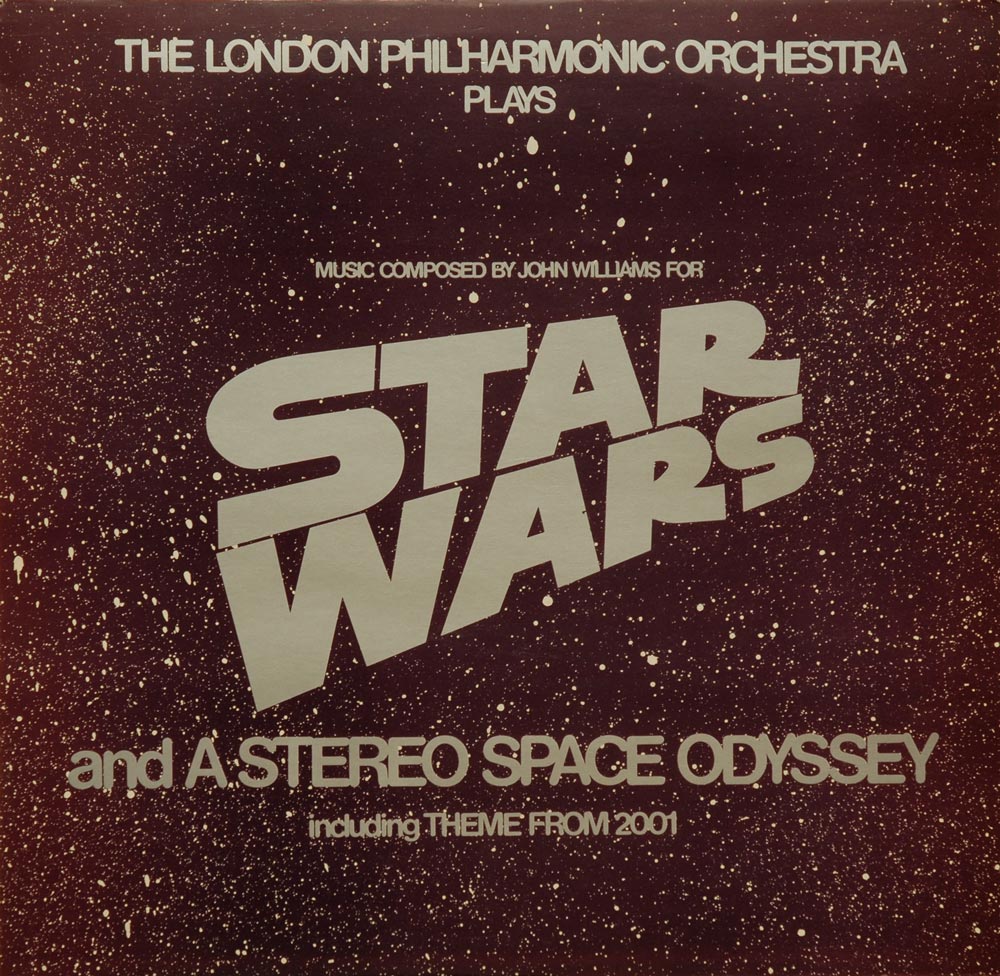 THE LONDON PHILHARMONIC ORCHESTRA
PLAYS
MUSIC COMPOSED BY JOHN WILLIAMS FOR
STAR
WARS
and A STEREO SPACE ODYSSEY
including THEME FROM 2001